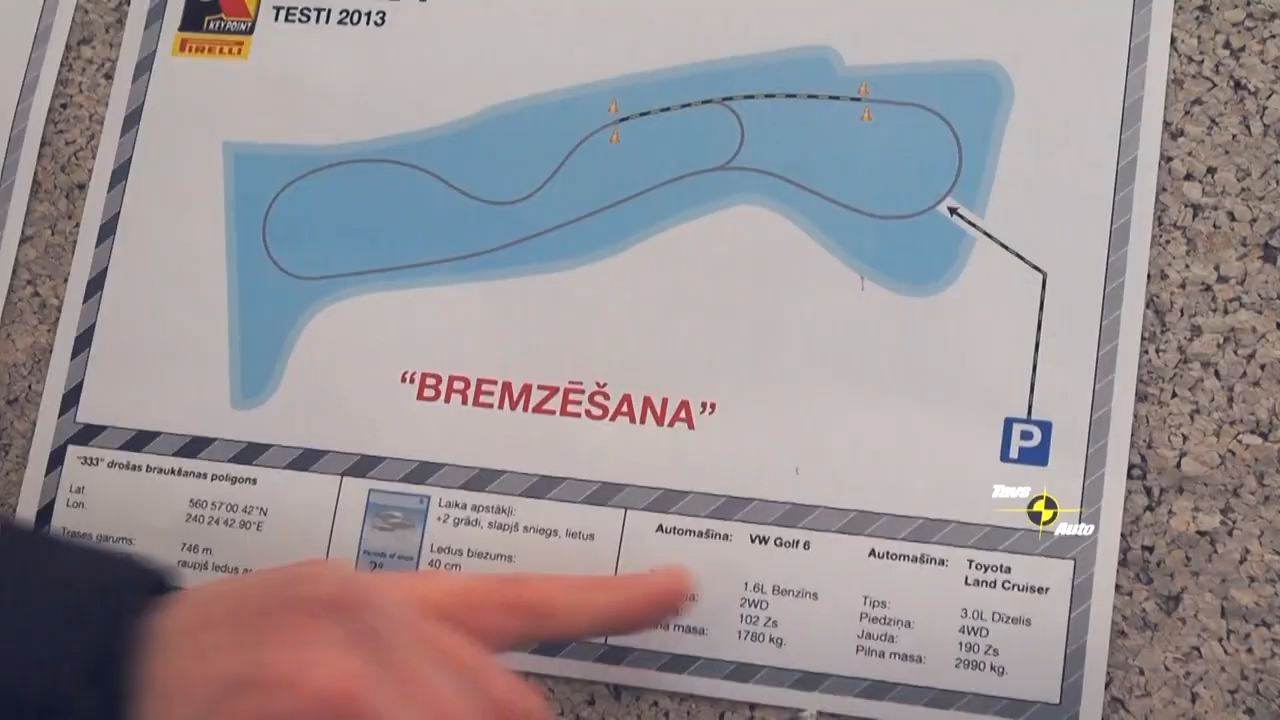 KEYPOINT
PIRELLI
TESTI 2013
“BREMZĒŠANA”
P
"333" drošas braukšanas poligons
Lat. 560 57'00.42"N
Lon. 240 24'42.90"E
Trases garums: 746 m.
raupjš ledus
Laika apstākļi:
+2 grādi, slapjš sniegs, lietus
Ledus biezums:
40 cm
Automašīna: VW Golf 6
1.6L Benzīns
2WD
102 Zs
masa: 1780 kg.
Automašīna: Toyota
Land Cruiser
Tips: 3.0L Dīzelis
Piedziņa: 4WD
Jauda: 190 Zs
Pilna masa: 2990 kg.
Tavs
Auto